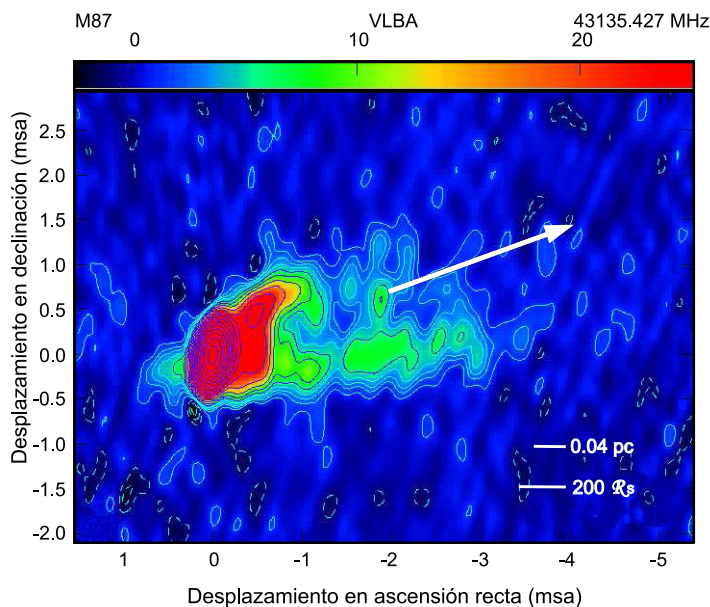 M87 VLBA 43135.427 MHz
0 10 20
Desplazamiento en declinación (msa)
2.5
2.0
1.5
1.0
0.5
0.0
-0.5
-1.0
-1.5
-2.0
0.04 pc
200 Rs
1 0 -1 -2 -3 -4 -5
Desplazamiento en ascensión recta (msa)